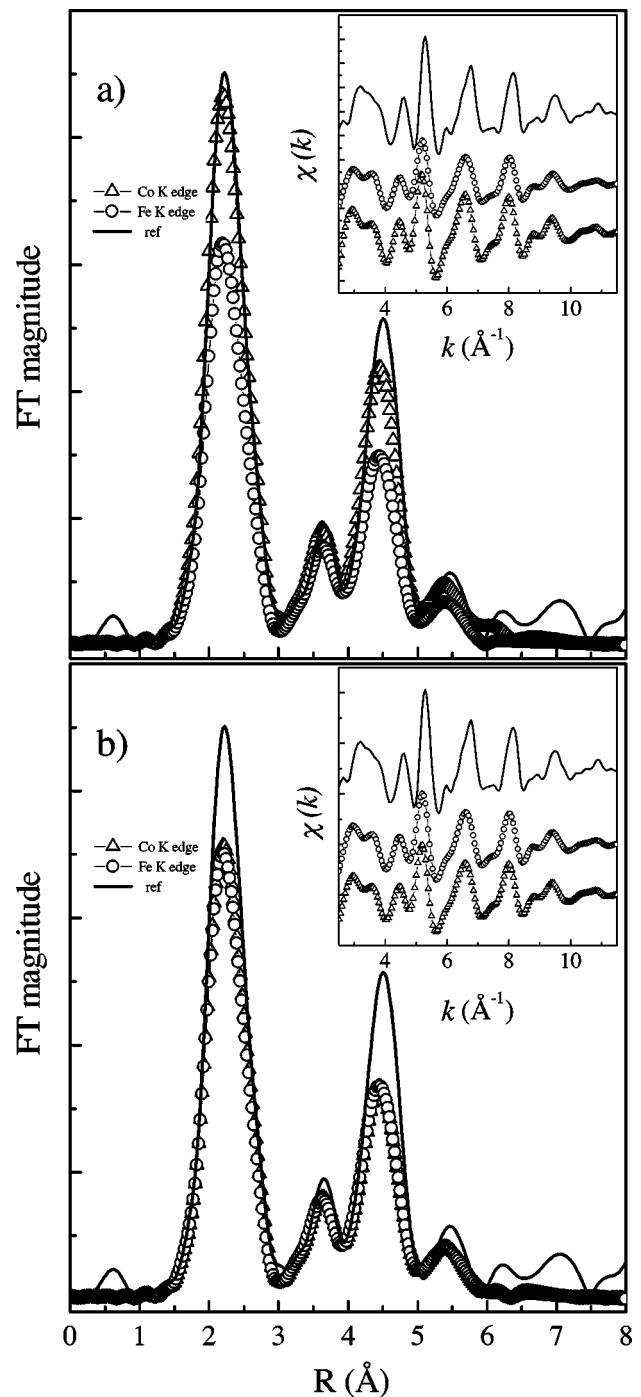 a)
Co K edge
Fe K edge
ref
FT magnitude
χ(k)
4 6 8 10
k (Å⁻¹)
b)
Co K edge
Fe K edge
ref
FT magnitude
χ(k)
4 6 8 10
k (Å⁻¹)
0 1 2 3 4 5 6 7 8
R (Å)